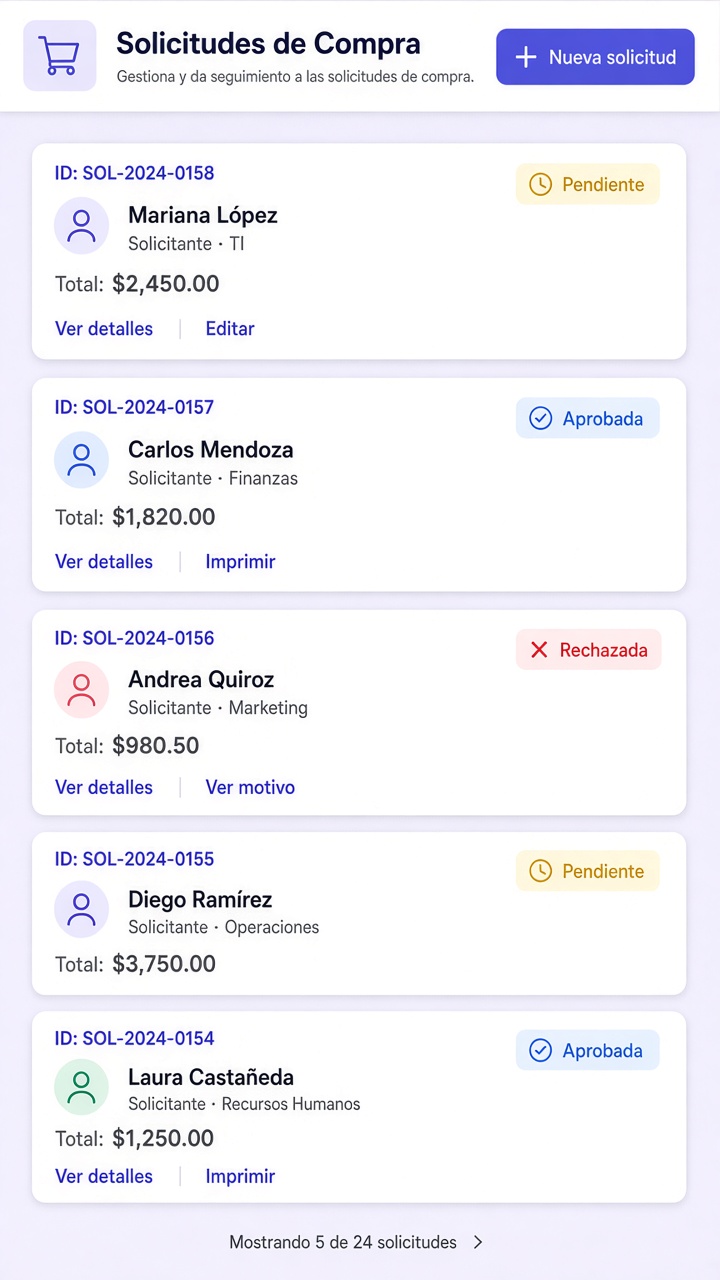 Solicitudes de Compra
Gestiona y da seguimiento a las solicitudes de compra.
Nueva solicitud
ID: SOL-2024-0158
Pendiente
Mariana López
Solicitante · TI
Total: $2,450.00
Ver detalles | Editar
ID: SOL-2024-0157
Aprobada
Carlos Mendoza
Solicitante · Finanzas
Total: $1,820.00
Ver detalles | Imprimir
ID: SOL-2024-0156
Rechazada
Andrea Quiroz
Solicitante · Marketing
Total: $980.50
Ver detalles | Ver motivo
ID: SOL-2024-0155
Pendiente
Diego Ramírez
Solicitante · Operaciones
Total: $3,750.00
ID: SOL-2024-0154
Aprobada
Laura Castañeda
Solicitante · Recursos Humanos
Total: $1,250.00
Ver detalles | Imprimir
Mostrando 5 de 24 solicitudes